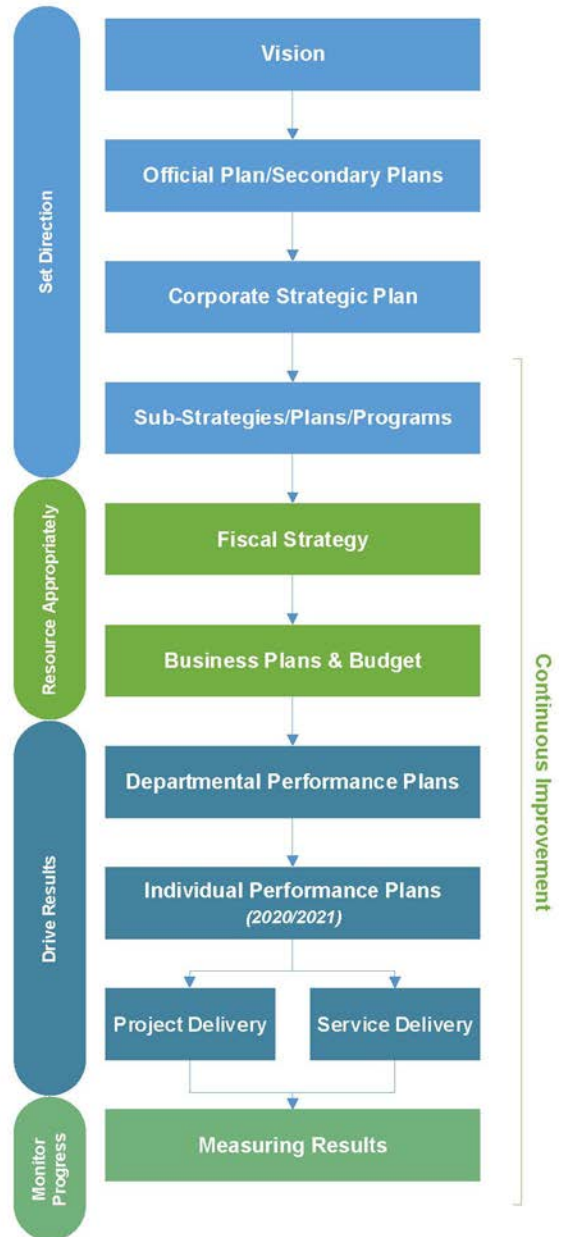 Set Direction
Vision
Official Plan/Secondary Plans
Corporate Strategic Plan
Sub-Strategies/Plans/Programs
Resource Appropriately
Fiscal Strategy
Business Plans & Budget
Drive Results
Departmental Performance Plans
Individual Performance Plans
(2020/2021)
Project Delivery
Service Delivery
Monitor
Progress
Measuring Results
Continuous Improvement